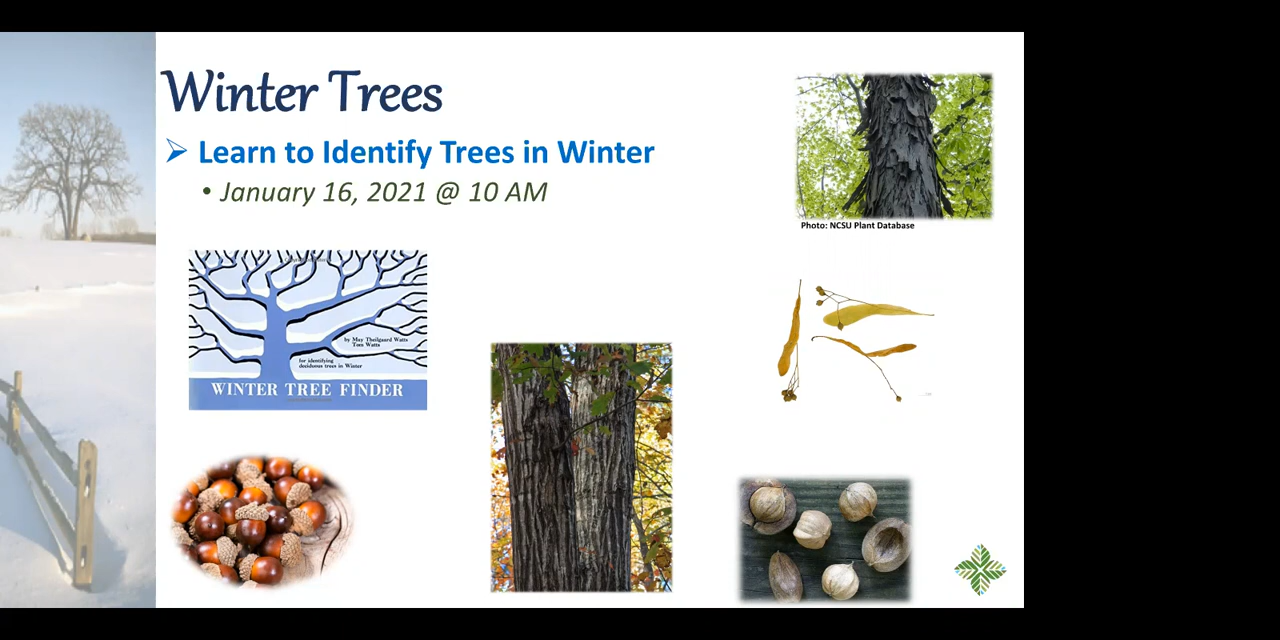 Winter Trees
Learn to Identify Trees in Winter
• January 16, 2021 @ 10 AM
Photo: NCSU Plant Database
by May Theilgaard Watts
Tom Watts
for identifying
deciduous trees in Winter
WINTER TREE FINDER